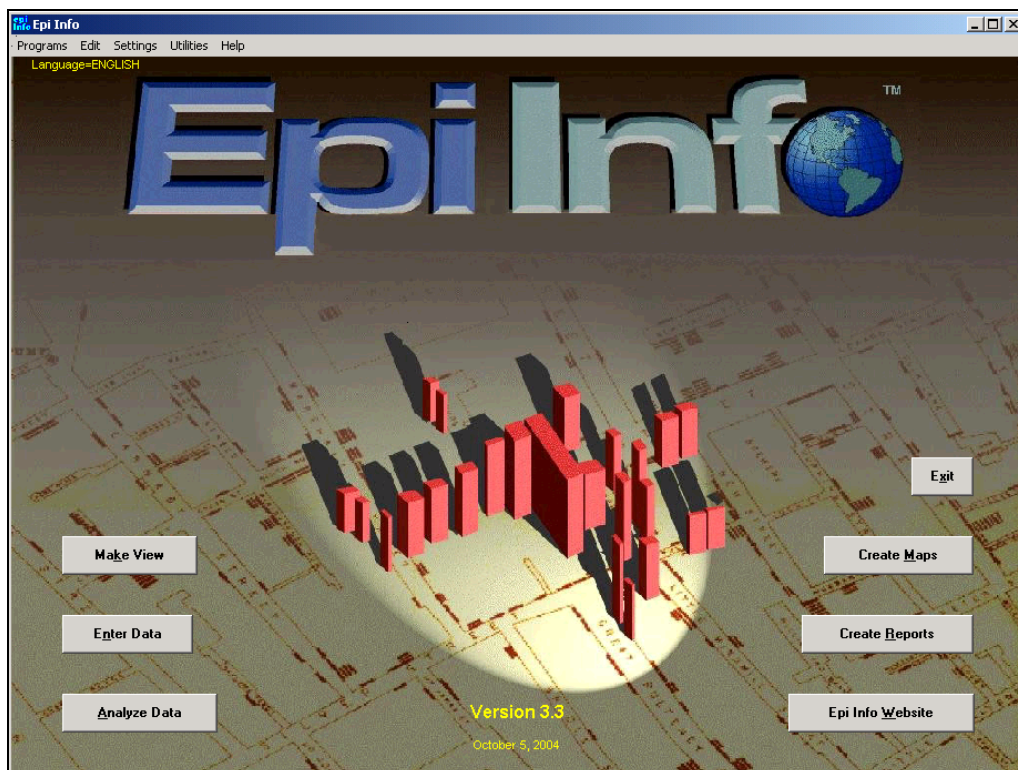 Epi Info
Programs Edit Settings Utilities Help
Language=ENGLISH
Epi Info
TM
Exit
Make View
Create Maps
Enter Data
Create Reports
Analyze Data
Version 3.3
Epi Info Website
October 5, 2004
GREAT